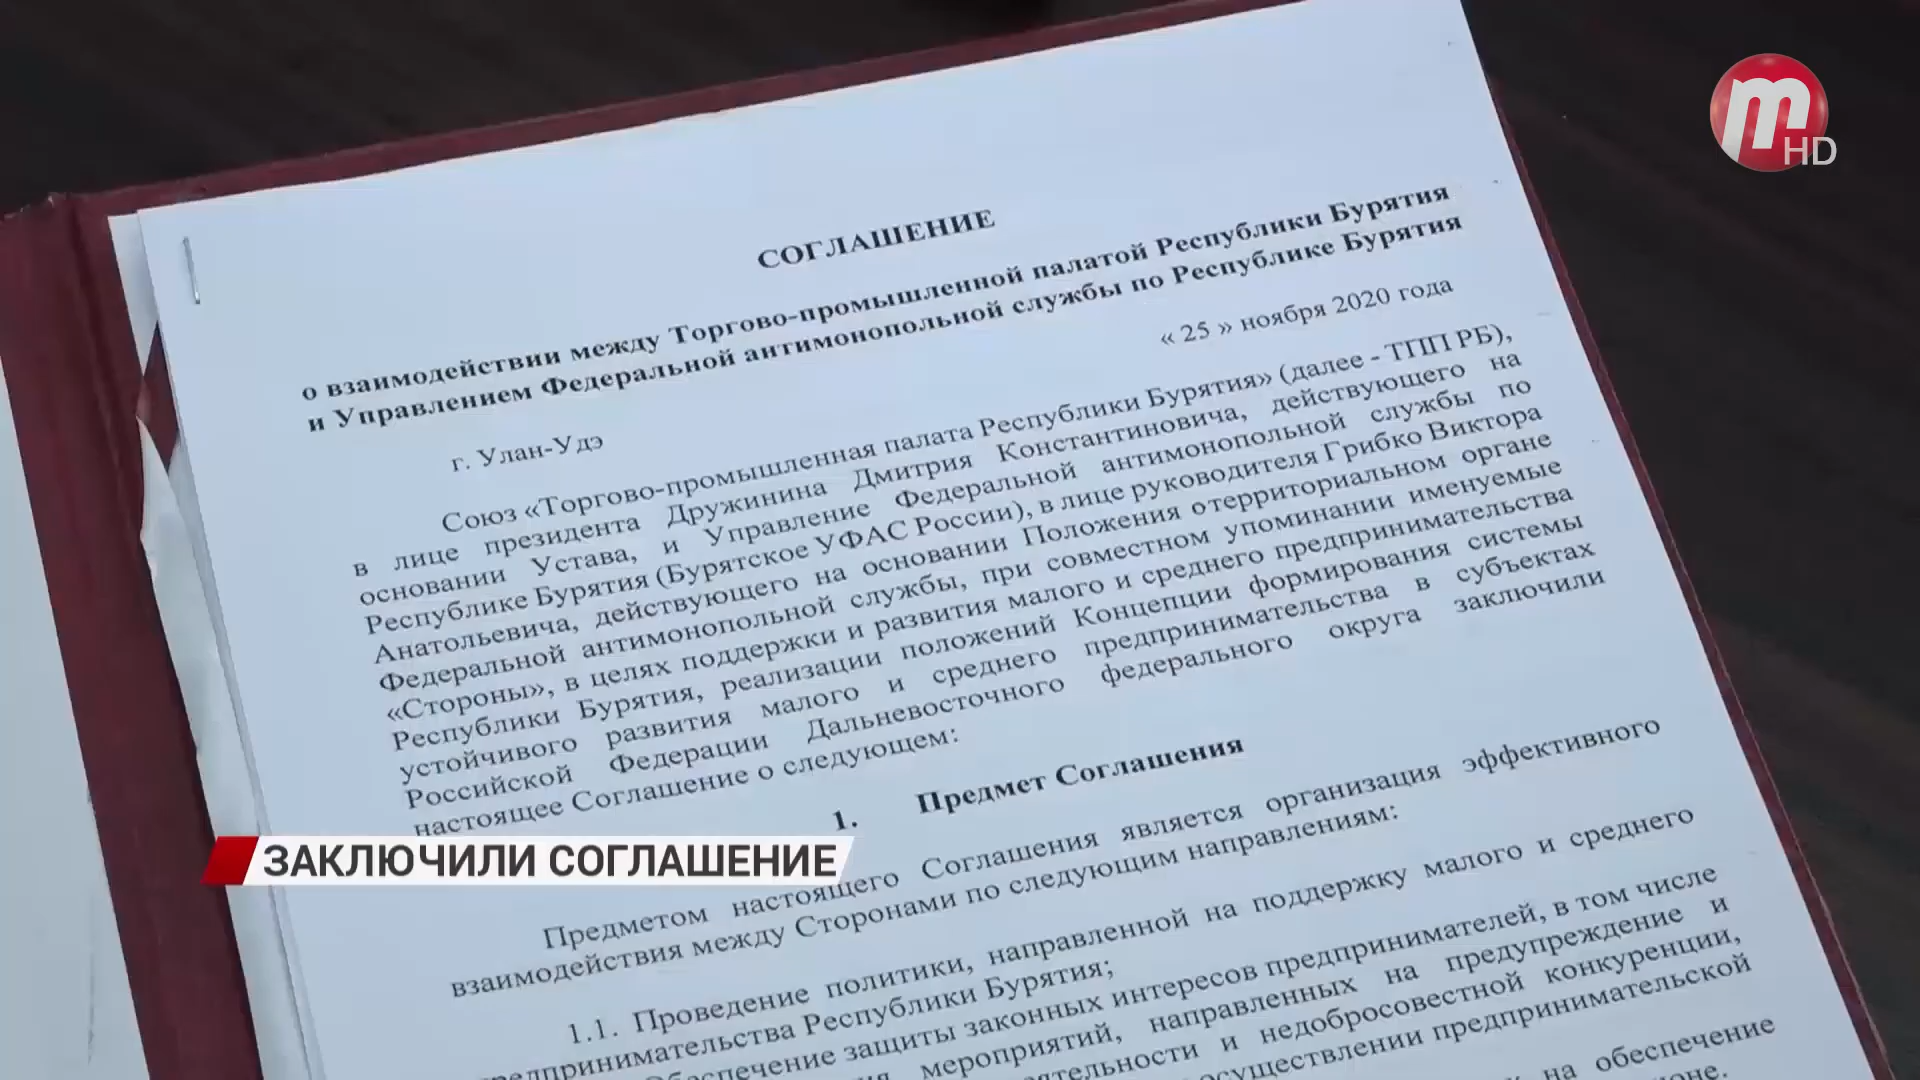 m HD
СОГЛАШЕНИЕ
о взаимодействии между Торгово-промышленной палатой Республики Бурятия
и Управлением Федеральной антимонопольной службы по Республике Бурятия
« 25 » ноября 2020 года
г. Улан-Удэ
Союз «Торгово-промышленная палата Республики Бурятия» (далее - ТПП РБ),
в лице президента Дружинина Дмитрия Константиновича, действующего на
основании Устава, и Управление Федеральной антимонопольной службы по
Республике Бурятия (Бурятское УФАС России), в лице руководителя Грибко Виктора
Анатольевича, действующего на основании Положения о территориальном органе
Федеральной антимонопольной службы, при совместном упоминании именуемые
«Стороны», в целях поддержки и развития малого и среднего предпринимательства
Республики Бурятия, реализации положений Концепции формирования системы
устойчивого развития малого и среднего предпринимательства в субъектах
Российской Федерации Дальневосточного федерального округа заключили
настоящее Соглашение о следующем:
1. Предмет Соглашения
ЗАКЛЮЧИЛИ СОГЛАШЕНИЕ
Предметом настоящего Соглашения является организация эффективного
взаимодействия между Сторонами по следующим направлениям:
1.1. Проведение политики, направленной на поддержку малого и среднего
предпринимательства Республики Бурятия;
Обеспечение защиты законных интересов предпринимателей, в том числе
мероприятий, направленных на предупреждение и
и недобросовестной конкуренции,
осуществлении предпринимательской
на обеспечение